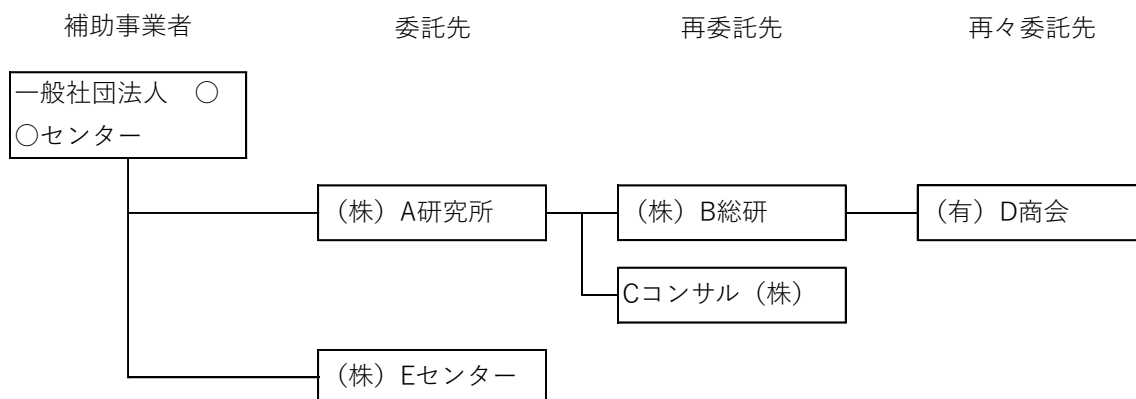 補助事業者　委託先　再委託先　再々委託先
一般社団法人　○
○センター
（株）A研究所　（株）B総研　（有）D商会
Cコンサル（株）
（株）Eセンター